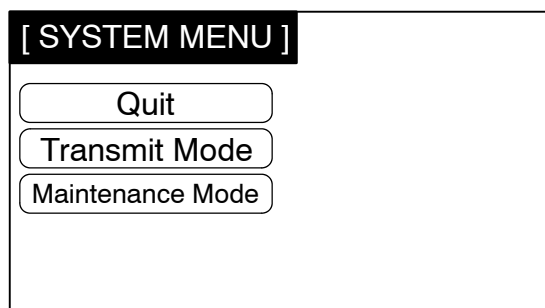 [ SYSTEM MENU ]
Quit
Transmit Mode
Maintenance Mode